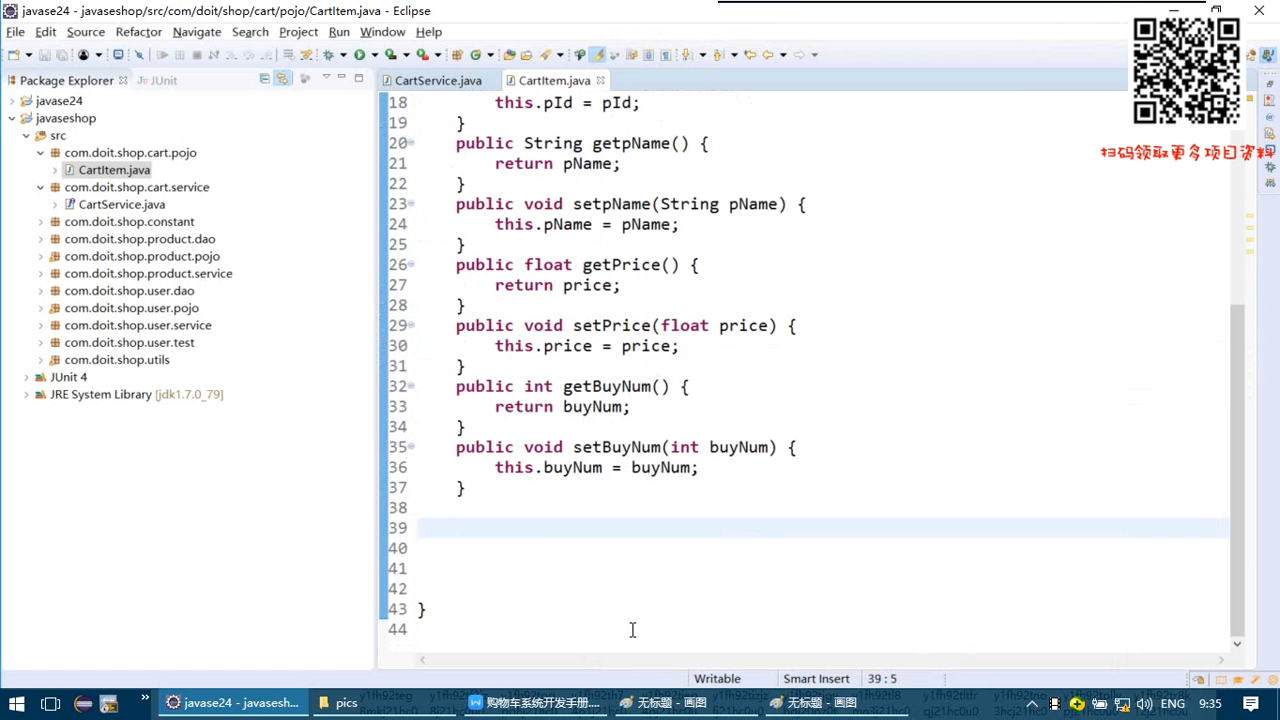 javase24 - javaseshop/src/com/doit/shop/cart/pojo/CartItem.java - Eclipse
File Edit Source Refactor Navigate Search Project Run Window Help
Package Explorer JUnit
CartService.java CartItem.java
扫码领取更多项目资料
javase24
javaseshop
src
com.doit.shop.cart.pojo
CartItem.java
com.doit.shop.cart.service
CartService.java
com.doit.shop.constant
com.doit.shop.product.dao
com.doit.shop.product.pojo
com.doit.shop.product.service
com.doit.shop.user.dao
com.doit.shop.user.pojo
com.doit.shop.user.service
com.doit.shop.user.test
com.doit.shop.utils
JUnit 4
JRE System Library [jdk1.7.0_79]
18 this.pId = pId;
19 }
20 public String getpName() {
21 return pName;
22 }
23 public void setpName(String pName) {
24 this.pName = pName;
25 }
26 public float getPrice() {
27 return price;
28 }
29 public void setPrice(float price) {
30 this.price = price;
31 }
32 public int getBuyNum() {
33 return buyNum;
34 }
35 public void setBuyNum(int buyNum) {
36 this.buyNum = buyNum;
37 }
38
39
40
41
42
43 }
44
Writable Smart Insert 39 : 5
javase24 - javasesh... pics 购物车系统开发手册.... 无标题 - 画图 无标题 - 画图 ENG 9:35